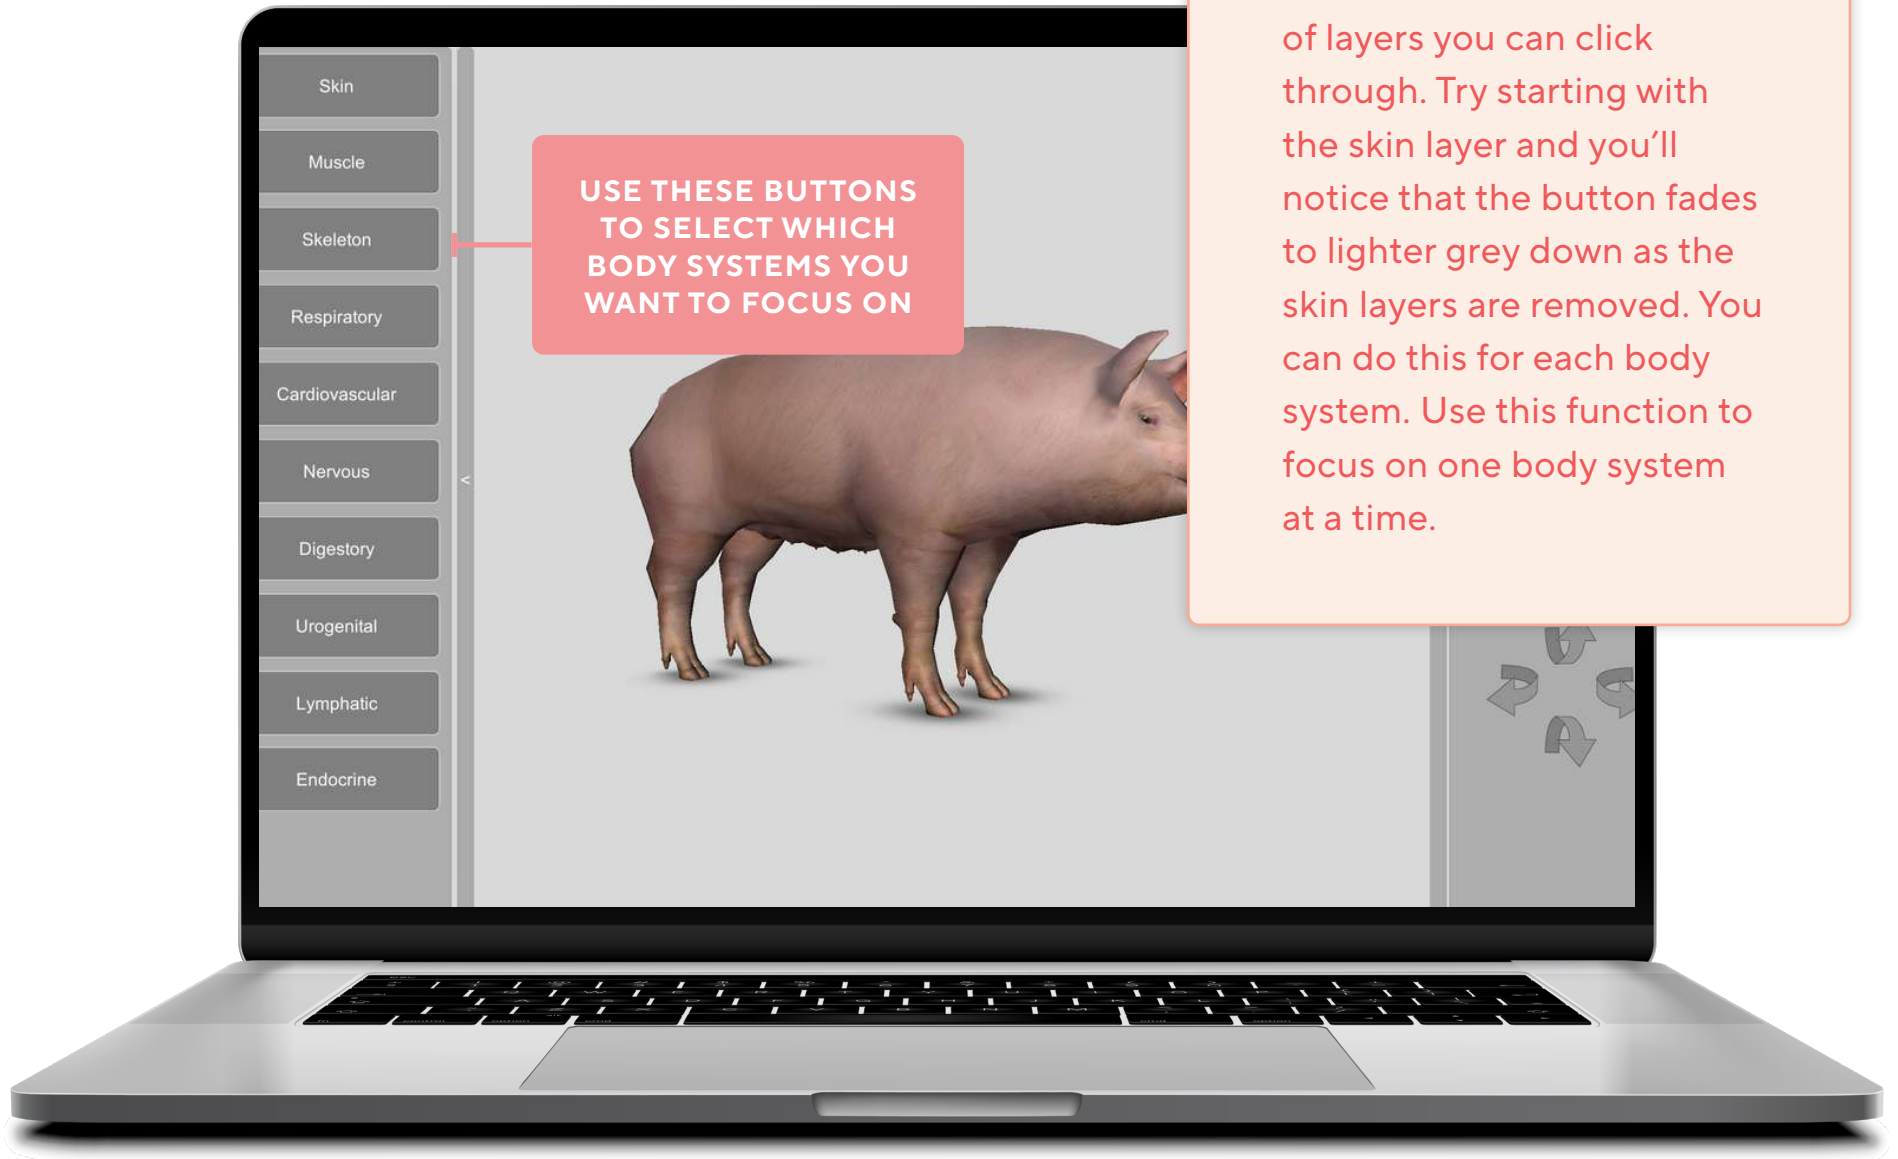 Skin
Muscle
Skeleton
Respiratory
Cardiovascular
Nervous
Digestory
Urogenital
Lymphatic
Endocrine
<
USE THESE BUTTONS
TO SELECT WHICH
BODY SYSTEMS YOU
WANT TO FOCUS ON
of layers you can click
through. Try starting with
the skin layer and you’ll
notice that the button fades
to lighter grey down as the
skin layers are removed. You
can do this for each body
system. Use this function to
focus on one body system
at a time.